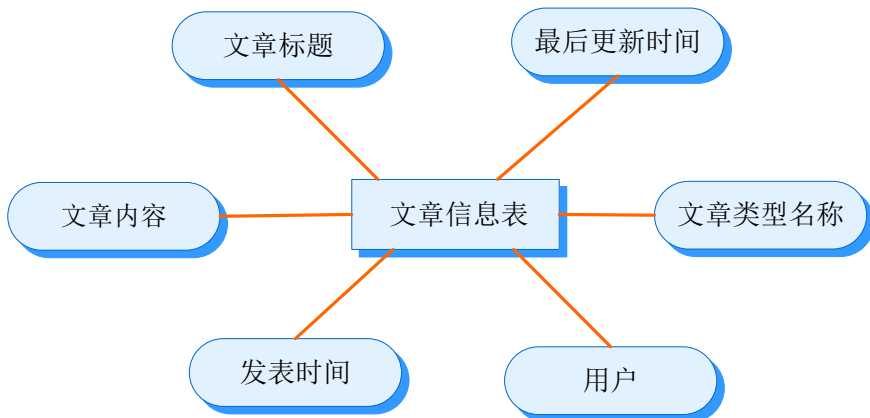 文章标题
最后更新时间
文章内容
文章信息表
文章类型名称
发表时间
用户